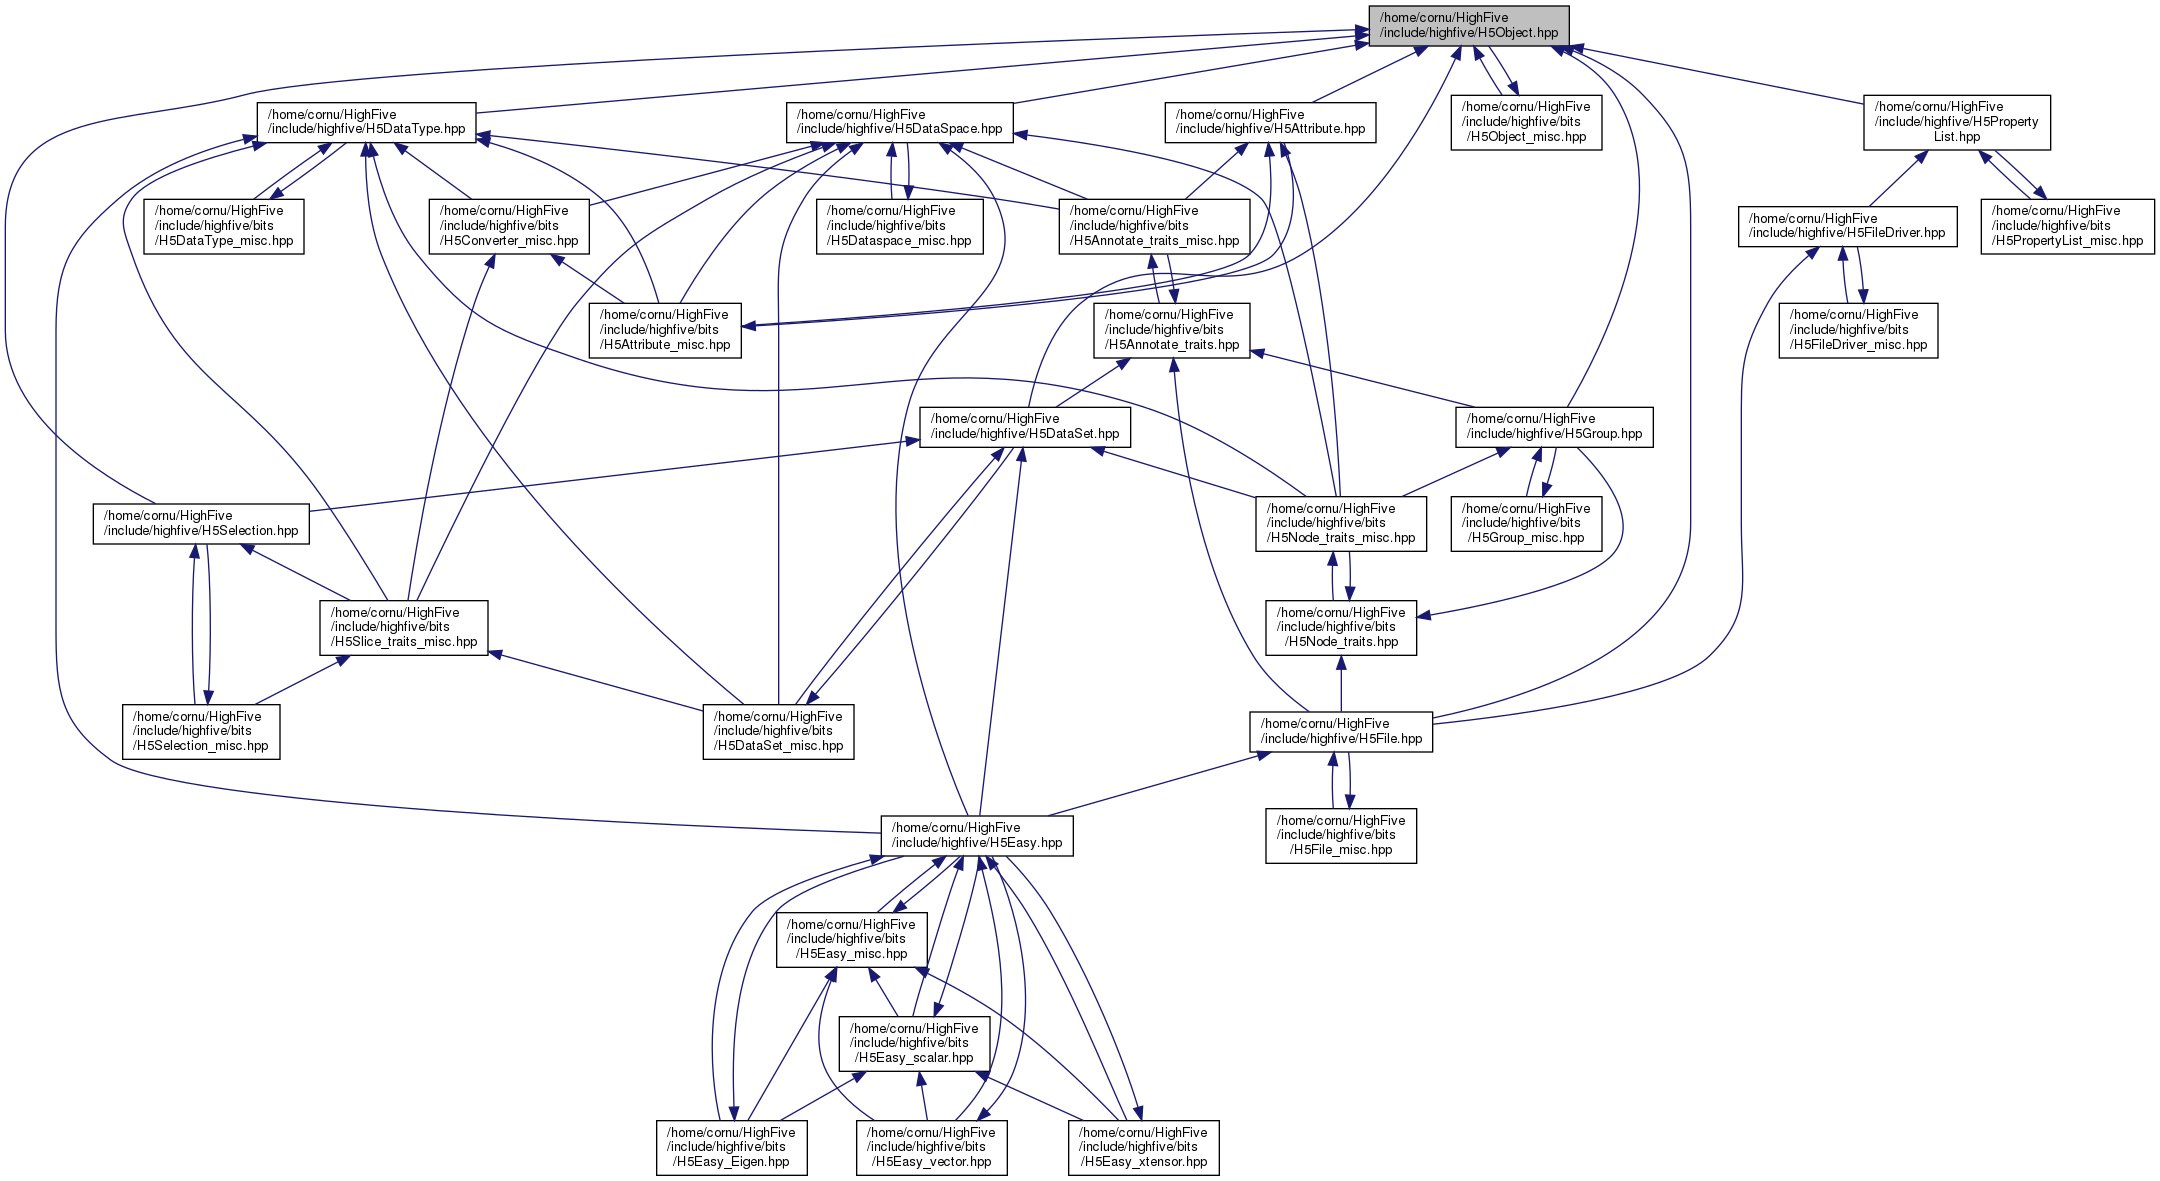 /home/cornu/HighFive
/include/highfive/H5Object.hpp
/home/cornu/HighFive
/include/highfive/H5DataType.hpp
/home/cornu/HighFive
/include/highfive/H5DataSpace.hpp
/home/cornu/HighFive
/include/highfive/H5Attribute.hpp
/home/cornu/HighFive
/include/highfive/bits
/H5Object_misc.hpp
/home/cornu/HighFive
/include/highfive/H5Property
List.hpp
/home/cornu/HighFive
/include/highfive/bits
/H5DataType_misc.hpp
/home/cornu/HighFive
/include/highfive/bits
/H5Converter_misc.hpp
/home/cornu/HighFive
/include/highfive/bits
/H5Dataspace_misc.hpp
/home/cornu/HighFive
/include/highfive/bits
/H5Annotate_traits_misc.hpp
/home/cornu/HighFive
/include/highfive/H5FileDriver.hpp
/home/cornu/HighFive
/include/highfive/bits
/H5PropertyList_misc.hpp
/home/cornu/HighFive
/include/highfive/bits
/H5Attribute_misc.hpp
/home/cornu/HighFive
/include/highfive/bits
/H5Annotate_traits.hpp
/home/cornu/HighFive
/include/highfive/bits
/H5FileDriver_misc.hpp
/home/cornu/HighFive
/include/highfive/H5DataSet.hpp
/home/cornu/HighFive
/include/highfive/H5Group.hpp
/home/cornu/HighFive
/include/highfive/H5Selection.hpp
/home/cornu/HighFive
/include/highfive/bits
/H5Node_traits_misc.hpp
/home/cornu/HighFive
/include/highfive/bits
/H5Group_misc.hpp
/home/cornu/HighFive
/include/highfive/bits
/H5Slice_traits_misc.hpp
/home/cornu/HighFive
/include/highfive/bits
/H5Node_traits.hpp
/home/cornu/HighFive
/include/highfive/bits
/H5Selection_misc.hpp
/home/cornu/HighFive
/include/highfive/bits
/H5DataSet_misc.hpp
/home/cornu/HighFive
/include/highfive/H5File.hpp
/home/cornu/HighFive
/include/highfive/H5Easy.hpp
/home/cornu/HighFive
/include/highfive/bits
/H5File_misc.hpp
/home/cornu/HighFive
/include/highfive/bits
/H5Easy_misc.hpp
/home/cornu/HighFive
/include/highfive/bits
/H5Easy_scalar.hpp
/home/cornu/HighFive
/include/highfive/bits
/H5Easy_Eigen.hpp
/home/cornu/HighFive
/include/highfive/bits
/H5Easy_vector.hpp
/home/cornu/HighFive
/include/highfive/bits
/H5Easy_xtensor.hpp